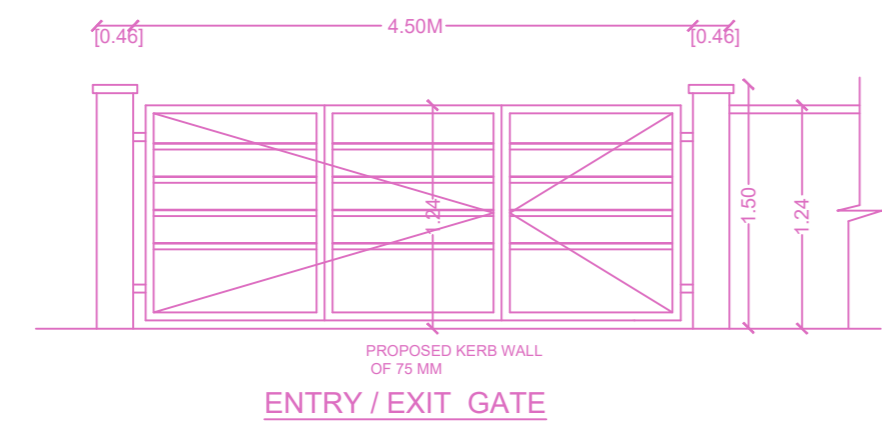 [0.46] 4.50M [0.46]
1.24
1.50
1.24
PROPOSED KERB WALL
OF 75 MM
ENTRY / EXIT GATE